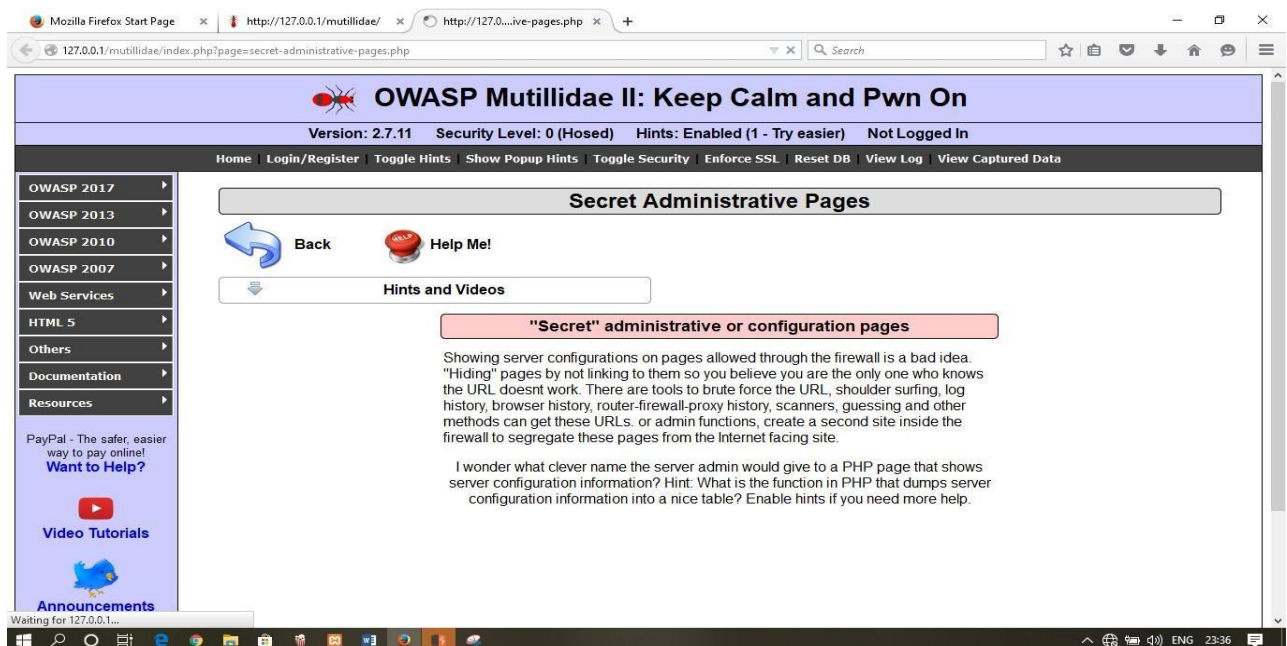 Mozilla Firefox Start Page
http://127.0.0.1/mutillidae/
http://127.0....ive-pages.php
127.0.0.1/mutillidae/index.php?page=secret-administrative-pages.php
Search
OWASP Mutillidae II: Keep Calm and Pwn On
Version: 2.7.11 Security Level: 0 (Hosed) Hints: Enabled (1 - Try easier) Not Logged In
Home | Login/Register | Toggle Hints | Show Popup Hints | Toggle Security | Enforce SSL | Reset DB | View Log | View Captured Data
OWASP 2017
OWASP 2013
OWASP 2010
OWASP 2007
Web Services
HTML 5
Others
Documentation
Resources
PayPal - The safer, easier
way to pay online!
Want to Help?
Video Tutorials
Announcements
Secret Administrative Pages
Back
HELP
Help Me!
Hints and Videos
"Secret" administrative or configuration pages
Showing server configurations on pages allowed through the firewall is a bad idea.
"Hiding" pages by not linking to them so you believe you are the only one who knows
the URL doesnt work. There are tools to brute force the URL, shoulder surfing, log
history, browser history, router-firewall-proxy history, scanners, guessing and other
methods can get these URLs. or admin functions, create a second site inside the
firewall to segregate these pages from the Internet facing site.
I wonder what clever name the server admin would give to a PHP page that shows
server configuration information? Hint: What is the function in PHP that dumps server
configuration information into a nice table? Enable hints if you need more help.
Waiting for 127.0.0.1...
ENG 23:36